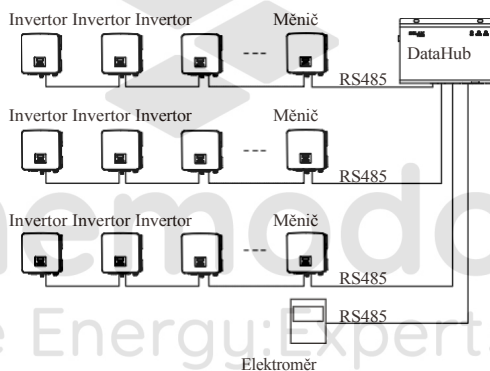 Invertor Invertor Invertor Měnič
DataHub
RS485
Invertor Invertor Invertor Měnič
RS485
Invertor Invertor Invertor Měnič
RS485
RS485
Elektroměr
e Energy:Expert.